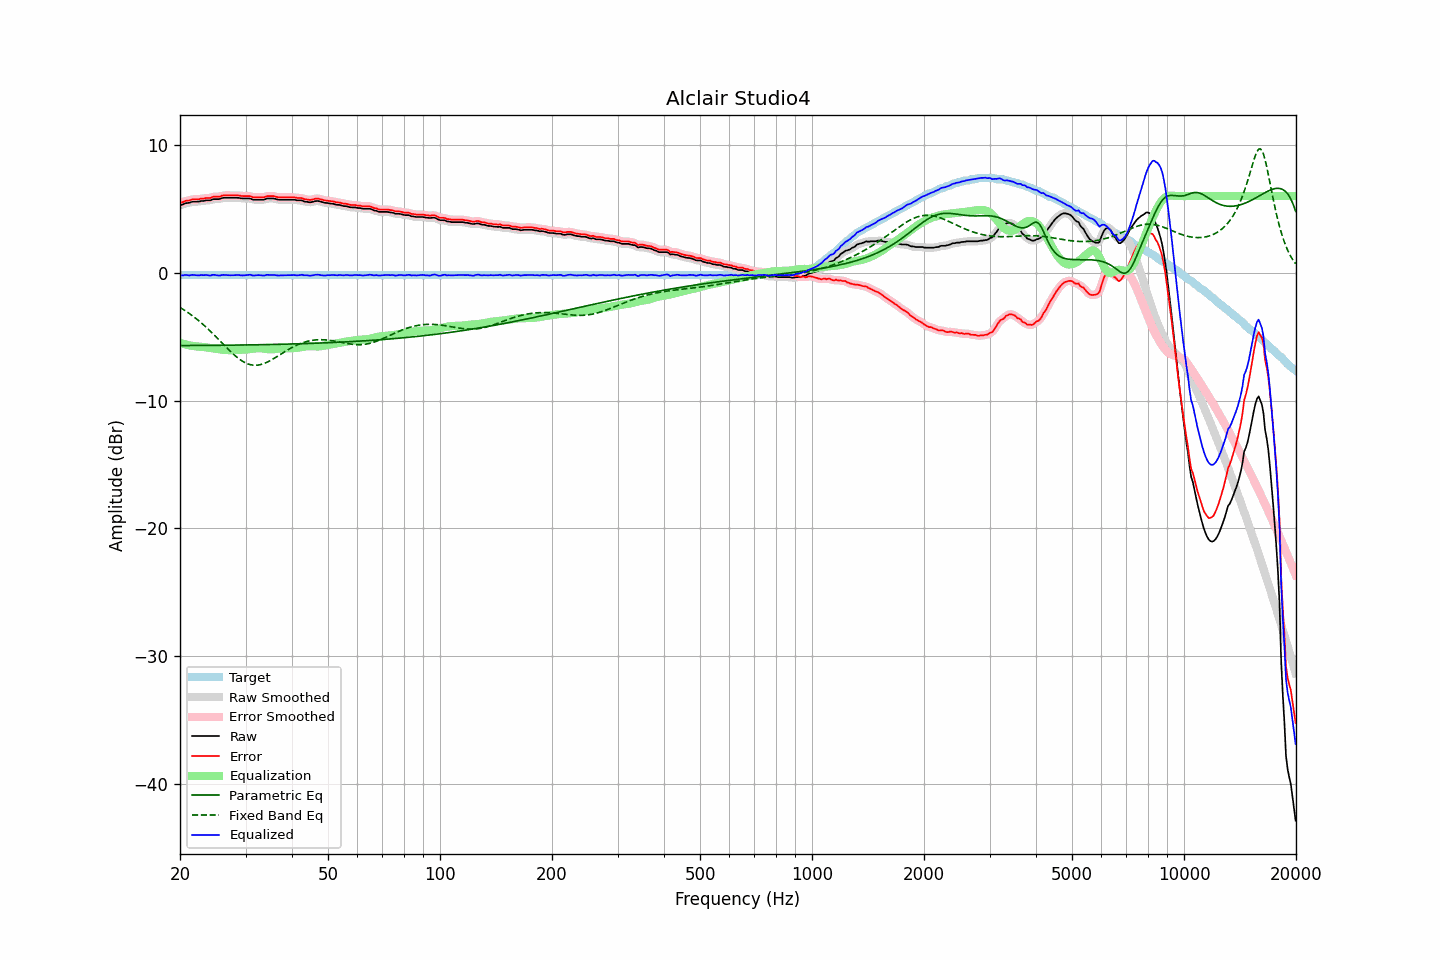 Alclair Studio4
10
0
−10
−20
−30
−40
Amplitude (dBr)
Target
Raw Smoothed
Error Smoothed
Raw
Error
Equalization
Parametric Eq
Fixed Band Eq
Equalized
20 50 100 200 500 1000 2000 5000 10000 20000
Frequency (Hz)